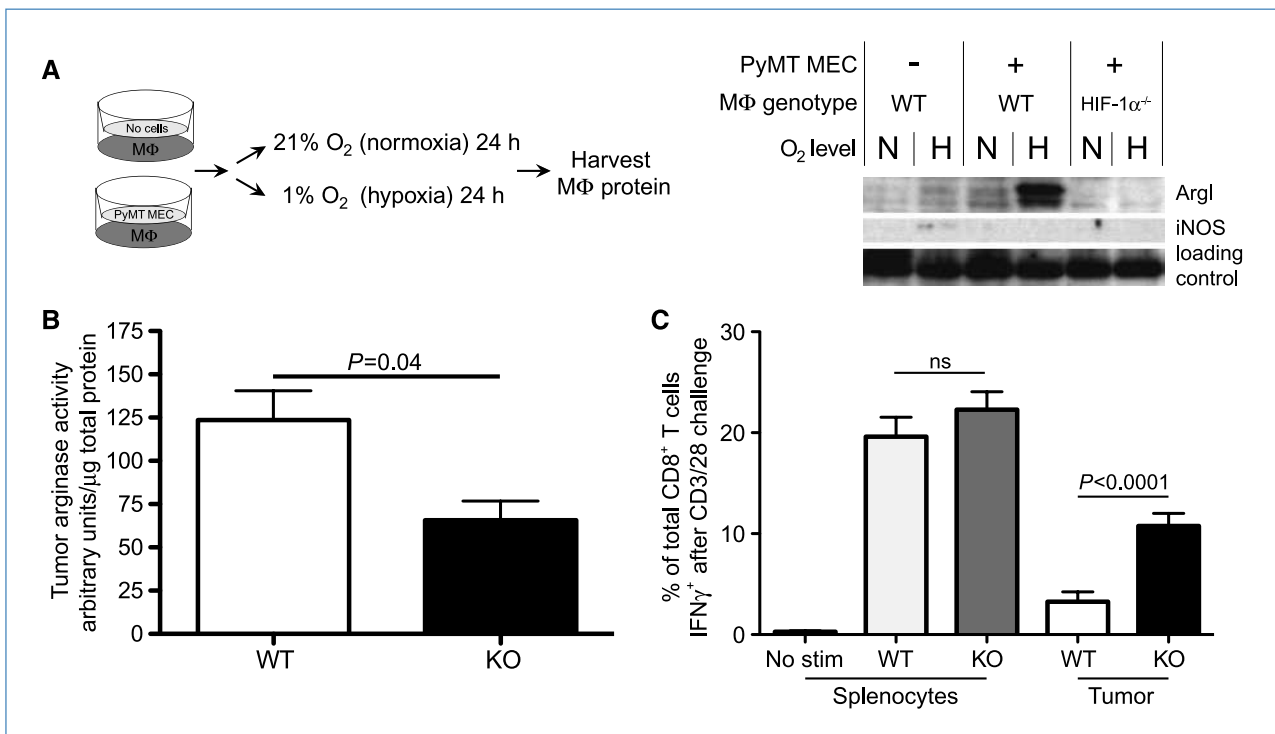 A
No cells
MΦ
PyMT MEC
MΦ
21% O₂ (normoxia) 24 h
1% O₂ (hypoxia) 24 h
Harvest
MΦ protein
PyMT MEC - + +
MΦ genotype WT WT HIF-1α⁻/⁻
O₂ level N H N H N H
ArgI
iNOS
loading
control
B
Tumor arginase activity
arbitrary units/μg total protein
175
150
125
100
75
50
25
0
P=0.04
WT KO
C
% of total CD8⁺ T cells
IFNγ⁺ after CD3/28 challenge
30
20
10
0
ns
P<0.0001
No stim WT KO WT KO
Splenocytes Tumor